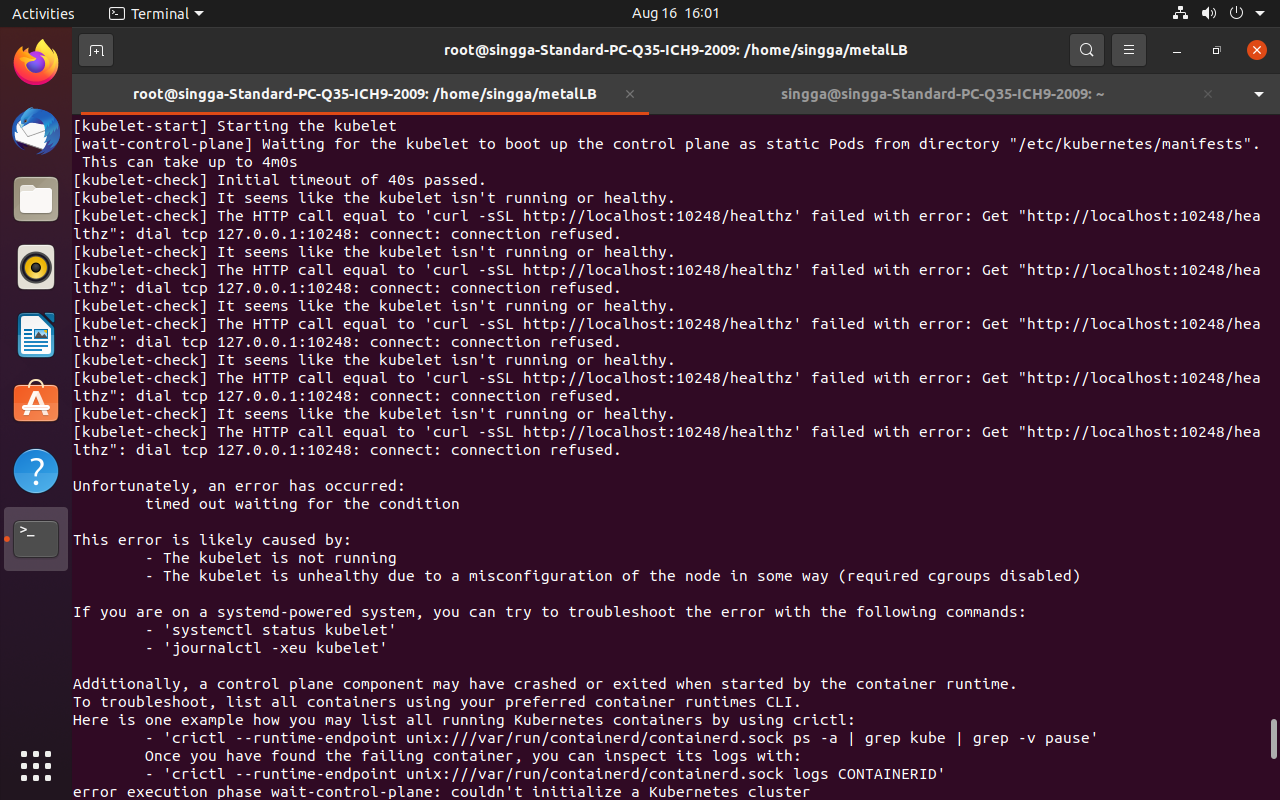 Activities
Terminal
Aug 16 16:01
root@singga-Standard-PC-Q35-ICH9-2009: /home/singga/metalLB
root@singga-Standard-PC-Q35-ICH9-2009: /home/singga/metalLB
singga@singga-Standard-PC-Q35-ICH9-2009: ~
[kubelet-start] Starting the kubelet
[wait-control-plane] Waiting for the kubelet to boot up the control plane as static Pods from directory "/etc/kubernetes/manifests".
 This can take up to 4m0s
[kubelet-check] Initial timeout of 40s passed.
[kubelet-check] It seems like the kubelet isn't running or healthy.
[kubelet-check] The HTTP call equal to 'curl -sSL http://localhost:10248/healthz' failed with error: Get "http://localhost:10248/hea
lthz": dial tcp 127.0.0.1:10248: connect: connection refused.
[kubelet-check] It seems like the kubelet isn't running or healthy.
[kubelet-check] The HTTP call equal to 'curl -sSL http://localhost:10248/healthz' failed with error: Get "http://localhost:10248/hea
lthz": dial tcp 127.0.0.1:10248: connect: connection refused.
[kubelet-check] It seems like the kubelet isn't running or healthy.
[kubelet-check] The HTTP call equal to 'curl -sSL http://localhost:10248/healthz' failed with error: Get "http://localhost:10248/hea
lthz": dial tcp 127.0.0.1:10248: connect: connection refused.
[kubelet-check] It seems like the kubelet isn't running or healthy.
[kubelet-check] The HTTP call equal to 'curl -sSL http://localhost:10248/healthz' failed with error: Get "http://localhost:10248/hea
lthz": dial tcp 127.0.0.1:10248: connect: connection refused.
[kubelet-check] It seems like the kubelet isn't running or healthy.
[kubelet-check] The HTTP call equal to 'curl -sSL http://localhost:10248/healthz' failed with error: Get "http://localhost:10248/hea
lthz": dial tcp 127.0.0.1:10248: connect: connection refused.

Unfortunately, an error has occurred:
        timed out waiting for the condition

This error is likely caused by:
        - The kubelet is not running
        - The kubelet is unhealthy due to a misconfiguration of the node in some way (required cgroups disabled)

If you are on a systemd-powered system, you can try to troubleshoot the error with the following commands:
        - 'systemctl status kubelet'
        - 'journalctl -xeu kubelet'

Additionally, a control plane component may have crashed or exited when started by the container runtime.
To troubleshoot, list all containers using your preferred container runtimes CLI.
Here is one example how you may list all running Kubernetes containers by using crictl:
        - 'crictl --runtime-endpoint unix:///var/run/containerd/containerd.sock ps -a | grep kube | grep -v pause'
        Once you have found the failing container, you can inspect its logs with:
        - 'crictl --runtime-endpoint unix:///var/run/containerd/containerd.sock logs CONTAINERID'
error execution phase wait-control-plane: couldn't initialize a Kubernetes cluster